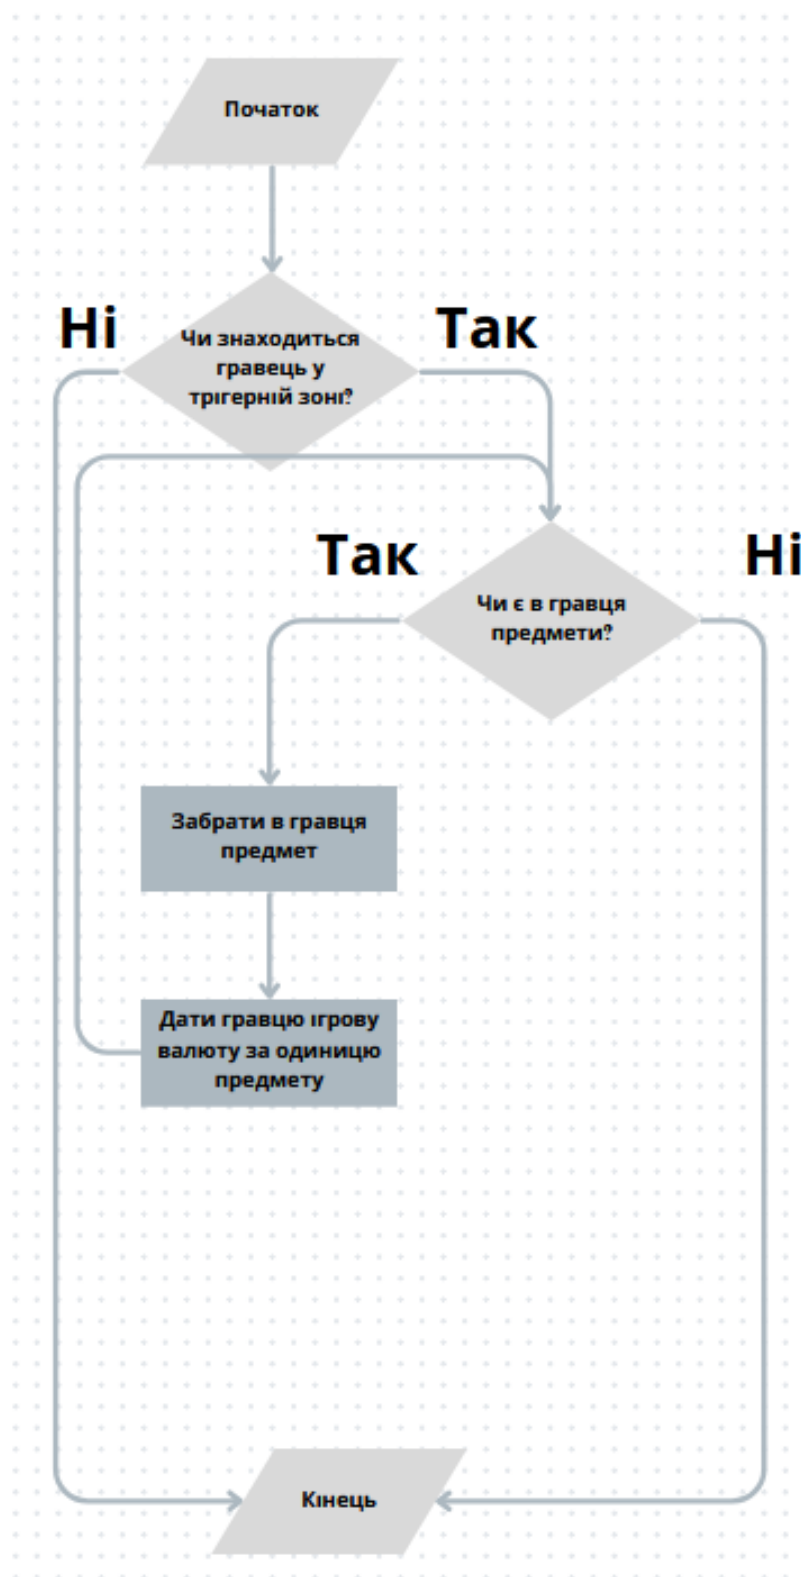 Початок
Ні
Так
Чи знаходиться
гравець у
трігерній зоні?
Так
Ні
Чи є в гравця
предмети?
Забрати в гравця
предмет
Дати гравцю ігрову
валюту за одиницю
предмету
Кінець